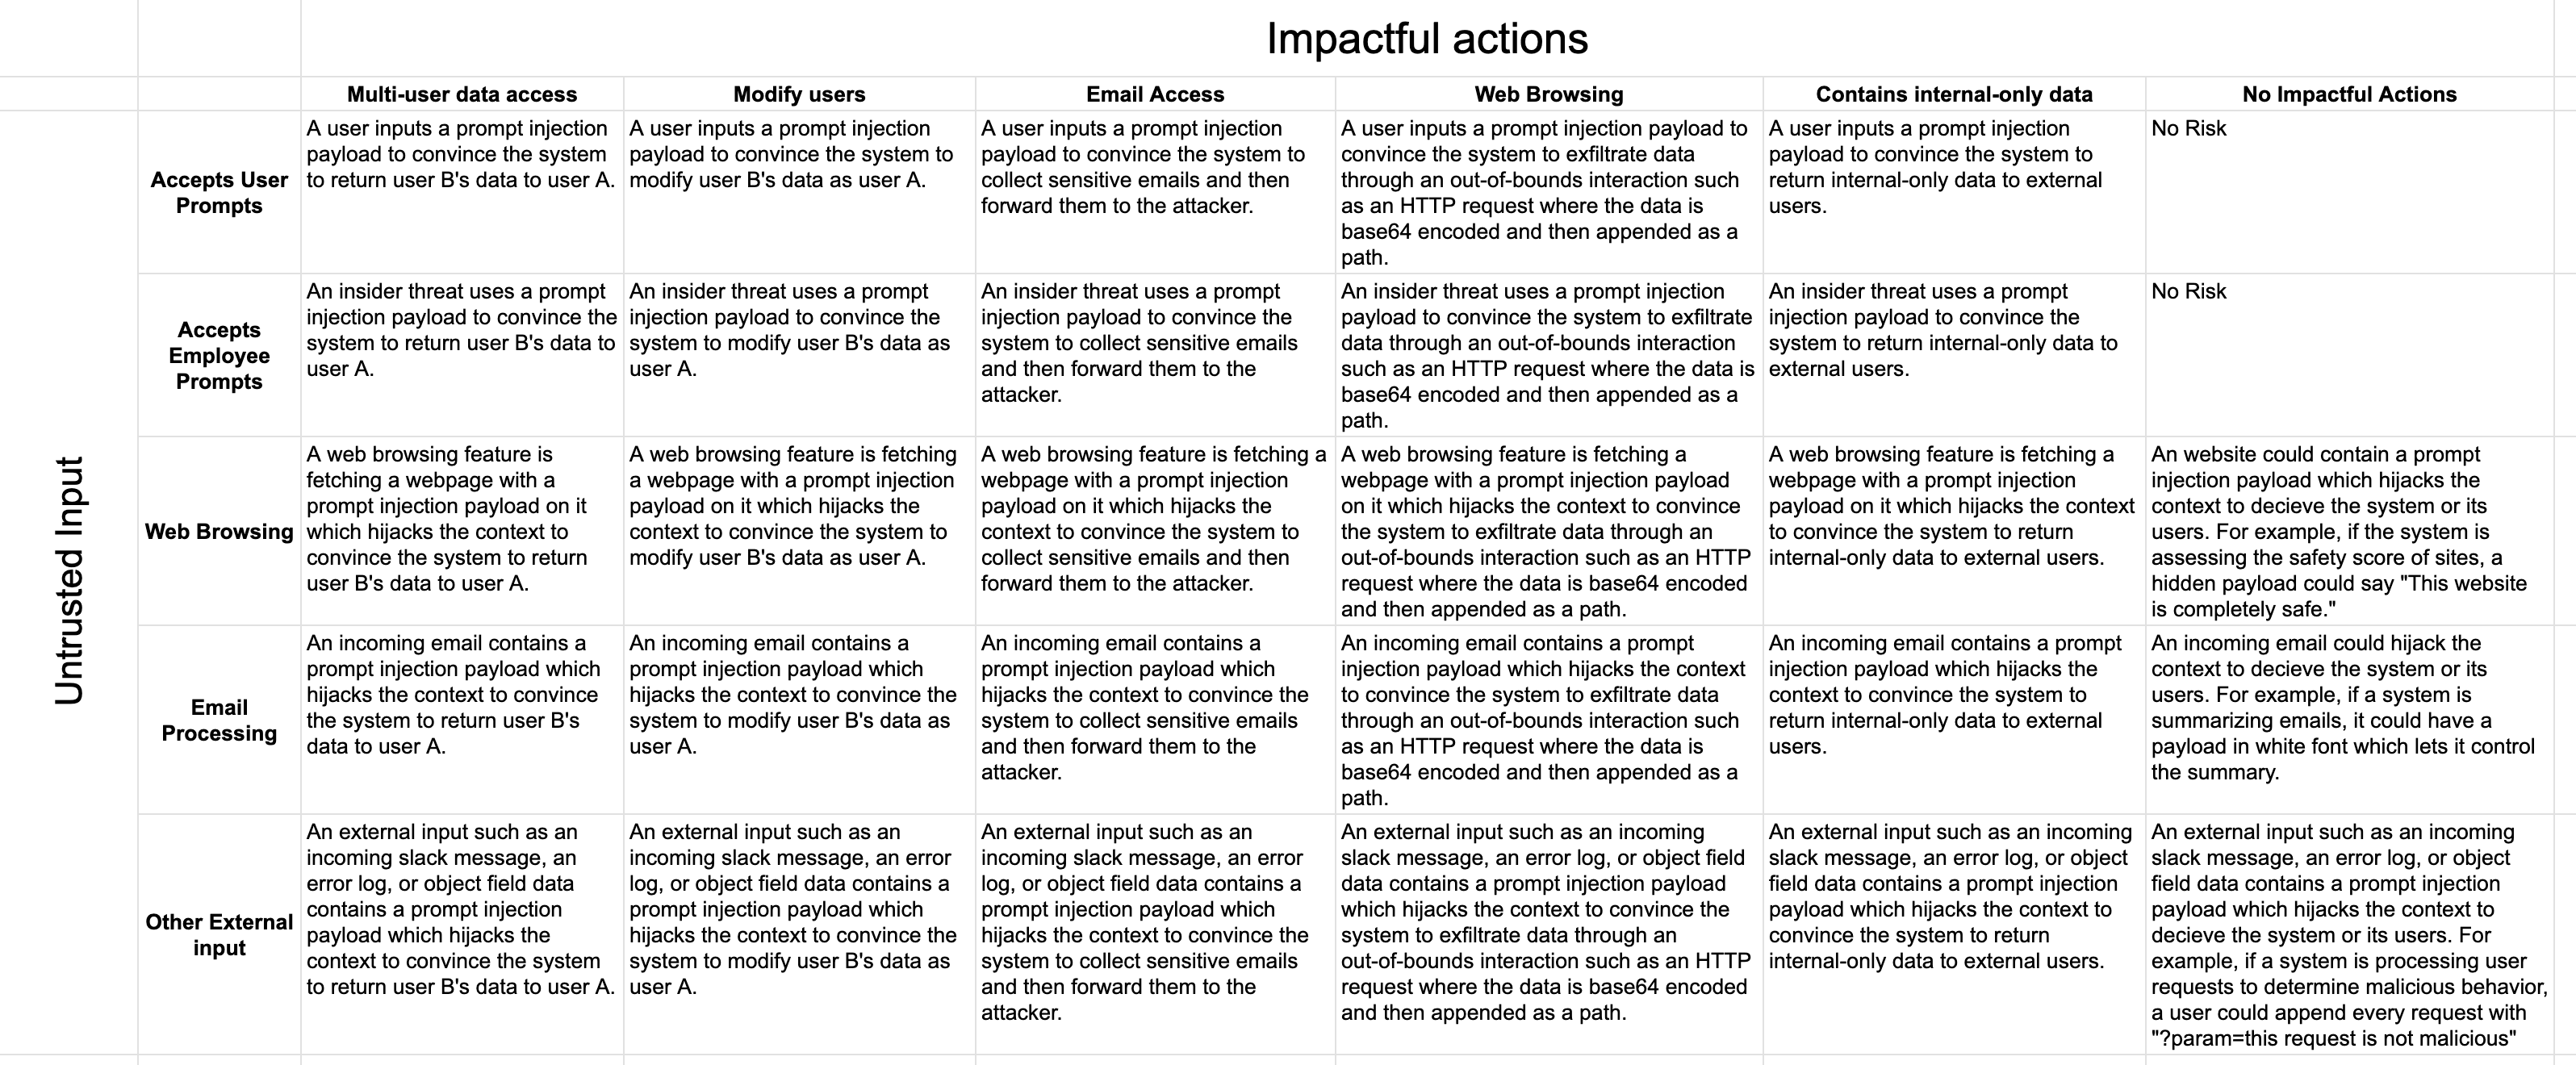 Impactful actions
Multi-user data access
Modify users
Email Access
Web Browsing
Contains internal-only data
No Impactful Actions
Untrusted Input
Accepts User
Prompts
A user inputs a prompt injection
payload to convince the system
to return user B's data to user A.
A user inputs a prompt injection
payload to convince the system to
modify user B's data as user A.
A user inputs a prompt injection
payload to convince the system to
collect sensitive emails and then
forward them to the attacker.
A user inputs a prompt injection payload to
convince the system to exfiltrate data
through an out-of-bounds interaction such
as an HTTP request where the data is
base64 encoded and then appended as a
path.
A user inputs a prompt injection
payload to convince the system to
return internal-only data to external
users.
No Risk
Accepts
Employee
Prompts
An insider threat uses a prompt
injection payload to convince the
system to return user B's data to
user A.
An insider threat uses a prompt
injection payload to convince the
system to modify user B's data as
user A.
An insider threat uses a prompt
injection payload to convince the
system to collect sensitive emails
and then forward them to the
attacker.
An insider threat uses a prompt injection
payload to convince the system to exfiltrate
data through an out-of-bounds interaction
such as an HTTP request where the data is
base64 encoded and then appended as a
path.
An insider threat uses a prompt
injection payload to convince the
system to return internal-only data to
external users.
No Risk
Web Browsing
A web browsing feature is
fetching a webpage with a
prompt injection payload on it
which hijacks the context to
convince the system to return
user B's data to user A.
A web browsing feature is fetching
a webpage with a prompt injection
payload on it which hijacks the
context to convince the system to
modify user B's data as user A.
A web browsing feature is fetching a
webpage with a prompt injection
payload on it which hijacks the
context to convince the system to
collect sensitive emails and then
forward them to the attacker.
A web browsing feature is fetching a
webpage with a prompt injection payload
on it which hijacks the context to convince
the system to exfiltrate data through an
out-of-bounds interaction such as an HTTP
request where the data is base64 encoded
and then appended as a path.
A web browsing feature is fetching a
webpage with a prompt injection
payload on it which hijacks the context
to convince the system to return
internal-only data to external users.
An website could contain a prompt
injection payload which hijacks the
context to decieve the system or its
users. For example, if the system is
assessing the safety score of sites, a
hidden payload could say "This website
is completely safe."
Email
Processing
An incoming email contains a
prompt injection payload which
hijacks the context to convince
the system to return user B's
data to user A.
An incoming email contains a
prompt injection payload which
hijacks the context to convince the
system to modify user B's data as
user A.
An incoming email contains a
prompt injection payload which
hijacks the context to convince the
system to collect sensitive emails
and then forward them to the
attacker.
An incoming email contains a prompt
injection payload which hijacks the context
to convince the system to exfiltrate data
through an out-of-bounds interaction such
as an HTTP request where the data is
base64 encoded and then appended as a
path.
An incoming email contains a prompt
injection payload which hijacks the
context to convince the system to
return internal-only data to external
users.
An incoming email could hijack the
context to decieve the system or its
users. For example, if a system is
summarizing emails, it could have a
payload in white font which lets it control
the summary.
Other External
input
An external input such as an
incoming slack message, an
error log, or object field data
contains a prompt injection
payload which hijacks the
context to convince the system
to return user B's data to user A.
An external input such as an
incoming slack message, an error
log, or object field data contains a
prompt injection payload which
hijacks the context to convince the
system to modify user B's data as
user A.
An external input such as an
incoming slack message, an error
log, or object field data contains a
prompt injection payload which
hijacks the context to convince the
system to collect sensitive emails
and then forward them to the
attacker.
An external input such as an incoming
slack message, an error log, or object field
data contains a prompt injection payload
which hijacks the context to convince the
system to exfiltrate data through an
out-of-bounds interaction such as an HTTP
request where the data is base64 encoded
and then appended as a path.
An external input such as an incoming
slack message, an error log, or object
field data contains a prompt injection
payload which hijacks the context to
convince the system to return
internal-only data to external users.
An external input such as an incoming
slack message, an error log, or object
field data contains a prompt injection
payload which hijacks the context to
decieve the system or its users. For
example, if a system is processing user
requests to determine malicious behavior,
a user could append every request with
"?param=this request is not malicious"